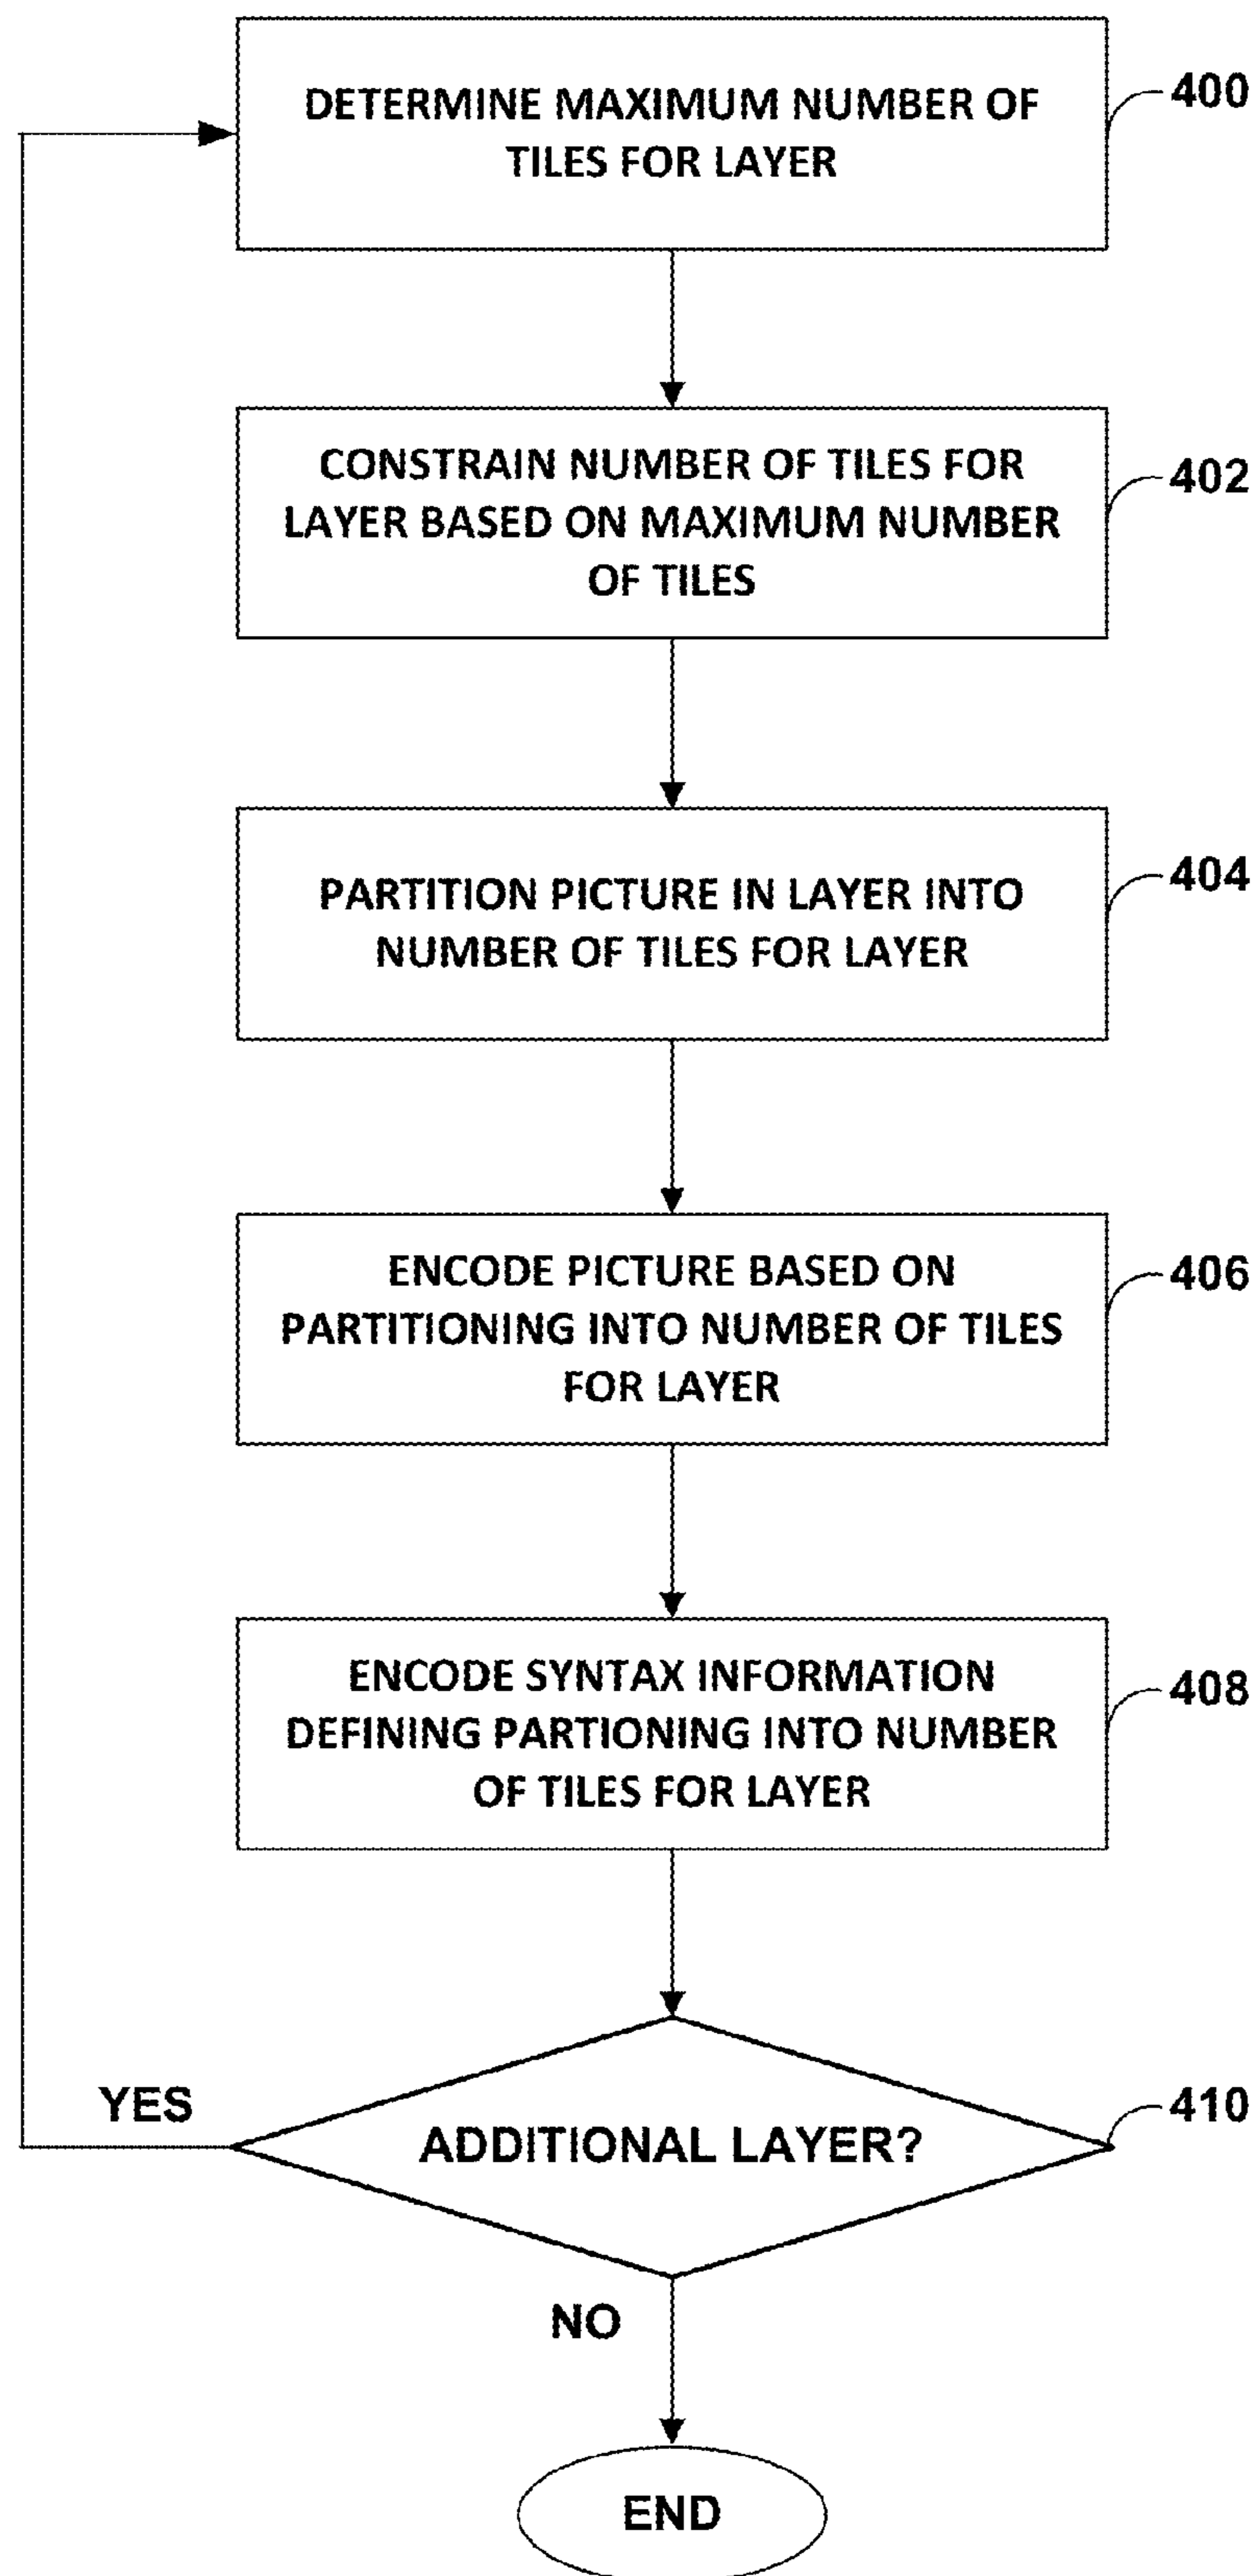 DETERMINE MAXIMUM NUMBER OF
TILES FOR LAYER
400
CONSTRAIN NUMBER OF TILES FOR
LAYER BASED ON MAXIMUM NUMBER
OF TILES
402
PARTITION PICTURE IN LAYER INTO
NUMBER OF TILES FOR LAYER
404
ENCODE PICTURE BASED ON
PARTITIONING INTO NUMBER OF TILES
FOR LAYER
406
ENCODE SYNTAX INFORMATION
DEFINING PARTIONING INTO NUMBER
OF TILES FOR LAYER
408
YES
ADDITIONAL LAYER?
410
NO
END